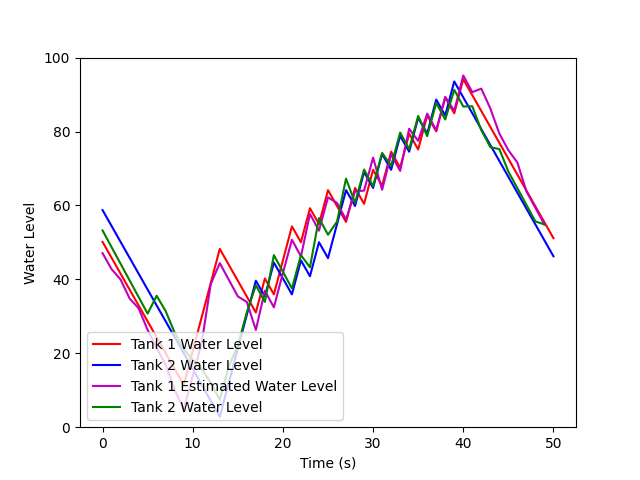 100
80
60
40
20
0
Water Level
Tank 1 Water Level
Tank 2 Water Level
Tank 1 Estimated Water Level
Tank 2 Water Level
0 10 20 30 40 50
Time (s)